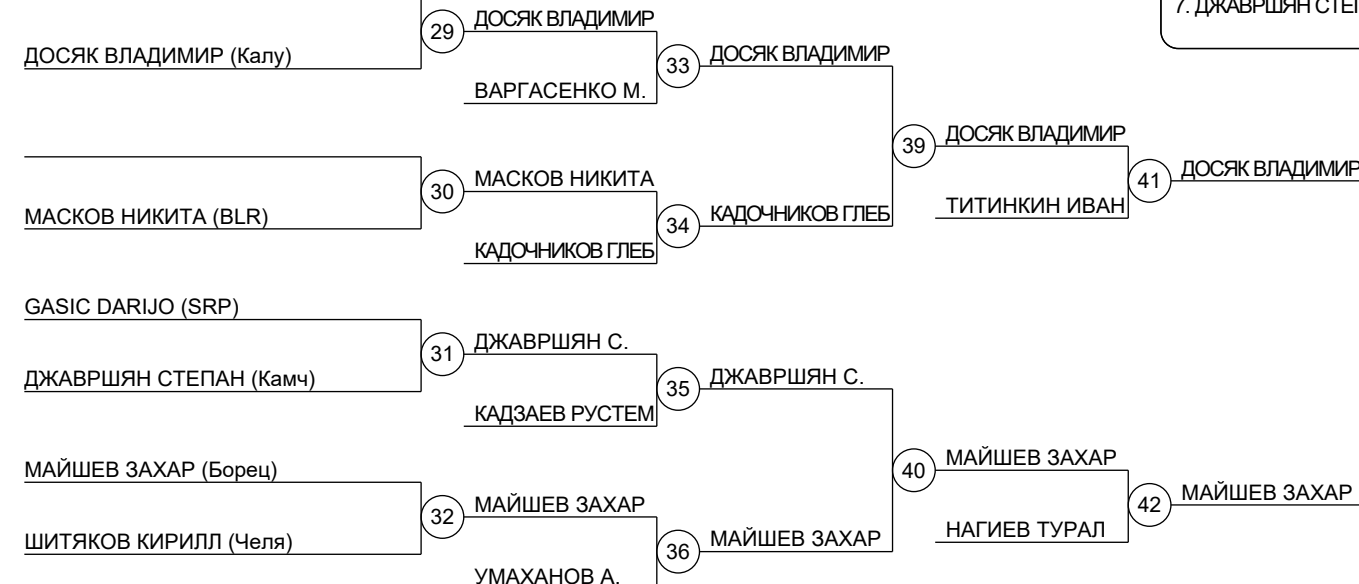 7. ДЖАВРШЯН СТЕП
29
ДОСЯК ВЛАДИМИР
ДОСЯК ВЛАДИМИР (Калу)
33
ДОСЯК ВЛАДИМИР
ВАРГАСЕНКО М.
39
ДОСЯК ВЛАДИМИР
30
МАСКОВ НИКИТА
41
ДОСЯК ВЛАДИМИР
МАСКОВ НИКИТА (BLR)
34
КАДОЧНИКОВ ГЛЕБ
ТИТИНКИН ИВАН
КАДОЧНИКОВ ГЛЕБ
GASIC DARIJO (SRP)
31
ДЖАВРШЯН С.
ДЖАВРШЯН СТЕПАН (Камч)
35
ДЖАВРШЯН С.
КАДЗАЕВ РУСТЕМ
МАЙШЕВ ЗАХАР (Борец)
40
МАЙШЕВ ЗАХАР
32
МАЙШЕВ ЗАХАР
42
МАЙШЕВ ЗАХАР
ШИТЯКОВ КИРИЛЛ (Челя)
36
МАЙШЕВ ЗАХАР
НАГИЕВ ТУРАЛ
УМАХАНОВ А.